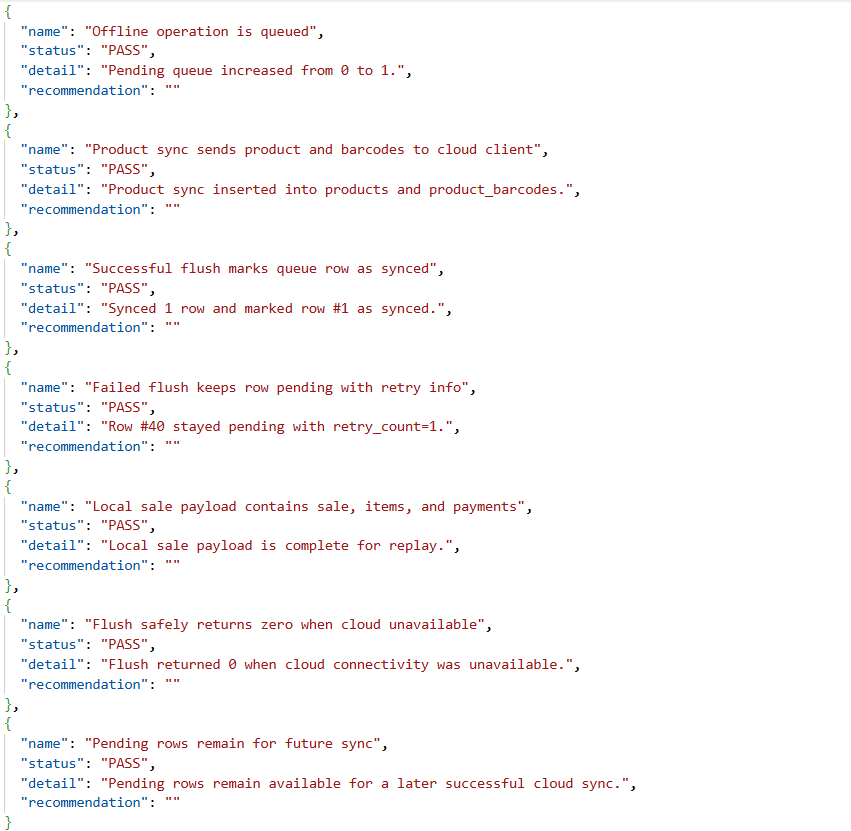 {
"name": "Offline operation is queued",
"status": "PASS",
"detail": "Pending queue increased from 0 to 1.",
"recommendation": ""
},
{
"name": "Product sync sends product and barcodes to cloud client",
"status": "PASS",
"detail": "Product sync inserted into products and product_barcodes.",
"recommendation": ""
},
{
"name": "Successful flush marks queue row as synced",
"status": "PASS",
"detail": "Synced 1 row and marked row #1 as synced.",
"recommendation": ""
},
{
"name": "Failed flush keeps row pending with retry info",
"status": "PASS",
"detail": "Row #40 stayed pending with retry_count=1.",
"recommendation": ""
},
{
"name": "Local sale payload contains sale, items, and payments",
"status": "PASS",
"detail": "Local sale payload is complete for replay.",
"recommendation": ""
},
{
"name": "Flush safely returns zero when cloud unavailable",
"status": "PASS",
"detail": "Flush returned 0 when cloud connectivity was unavailable.",
"recommendation": ""
},
{
"name": "Pending rows remain for future sync",
"status": "PASS",
"detail": "Pending rows remain available for a later successful cloud sync.",
"recommendation": ""
}